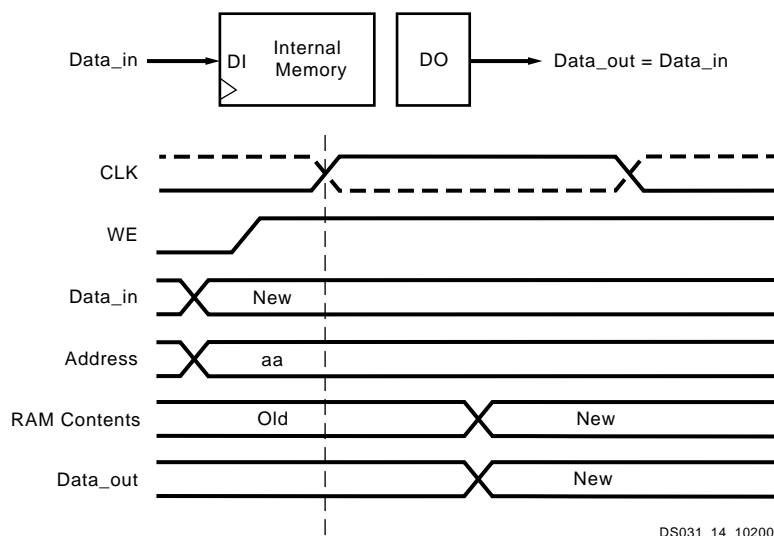 Data_in
DI
Internal
Memory
DO
Data_out = Data_in
CLK
WE
Data_in
New
Address
aa
RAM Contents
Old
New
Data_out
New
DS031_14_10200